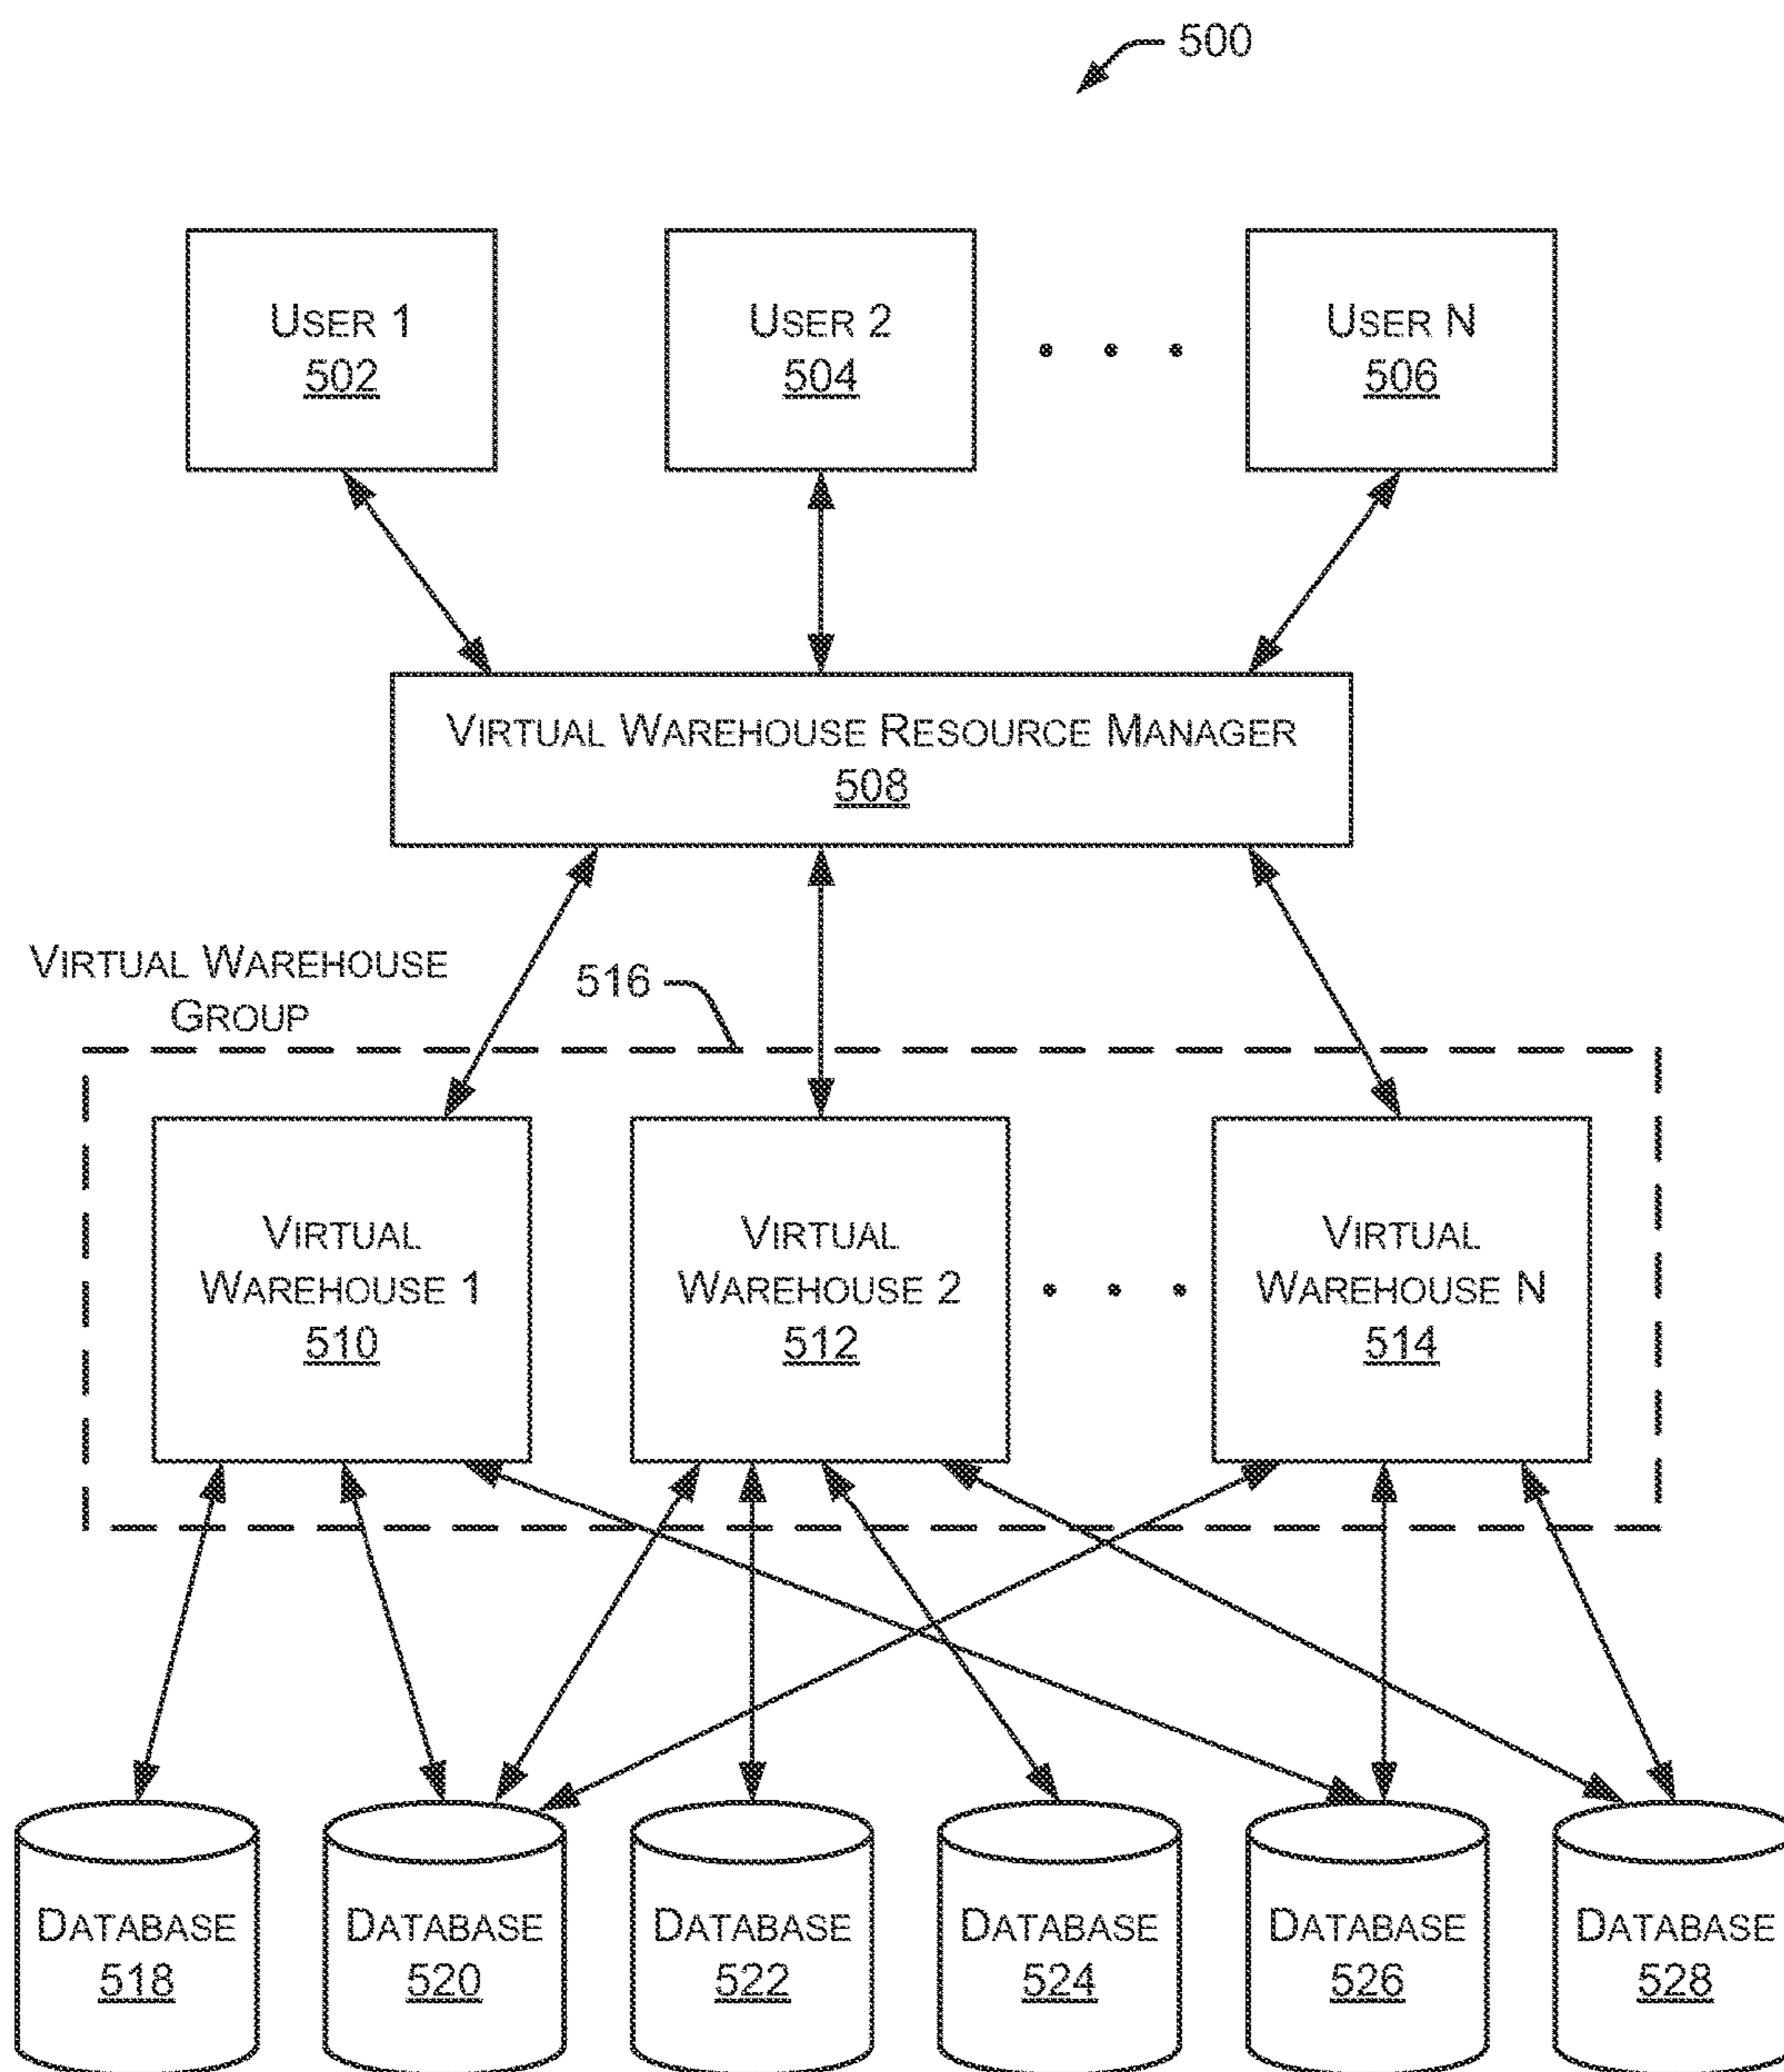 500
USER 1
502
USER 2
504
USER N
506
VIRTUAL WAREHOUSE RESOURCE MANAGER
508
VIRTUAL WAREHOUSE
GROUP
516
VIRTUAL
WAREHOUSE 1
510
VIRTUAL
WAREHOUSE 2
512
VIRTUAL
WAREHOUSE N
514
DATABASE
518
DATABASE
520
DATABASE
522
DATABASE
524
DATABASE
526
DATABASE
528